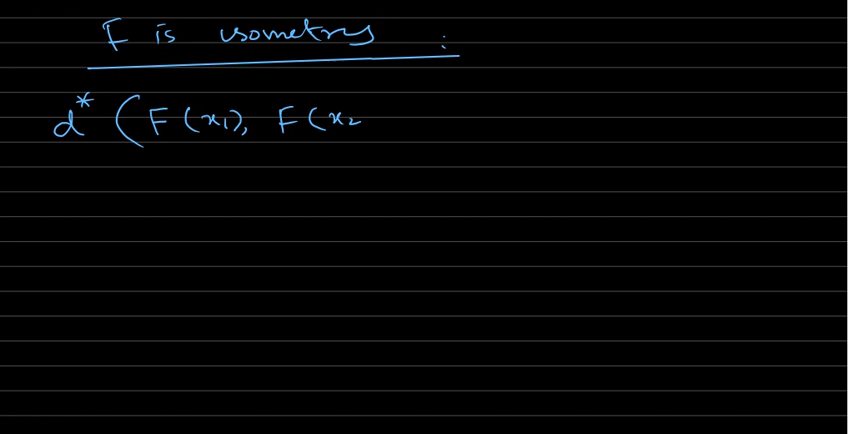 F is isometry :
d* (F(x₁), F(x₂